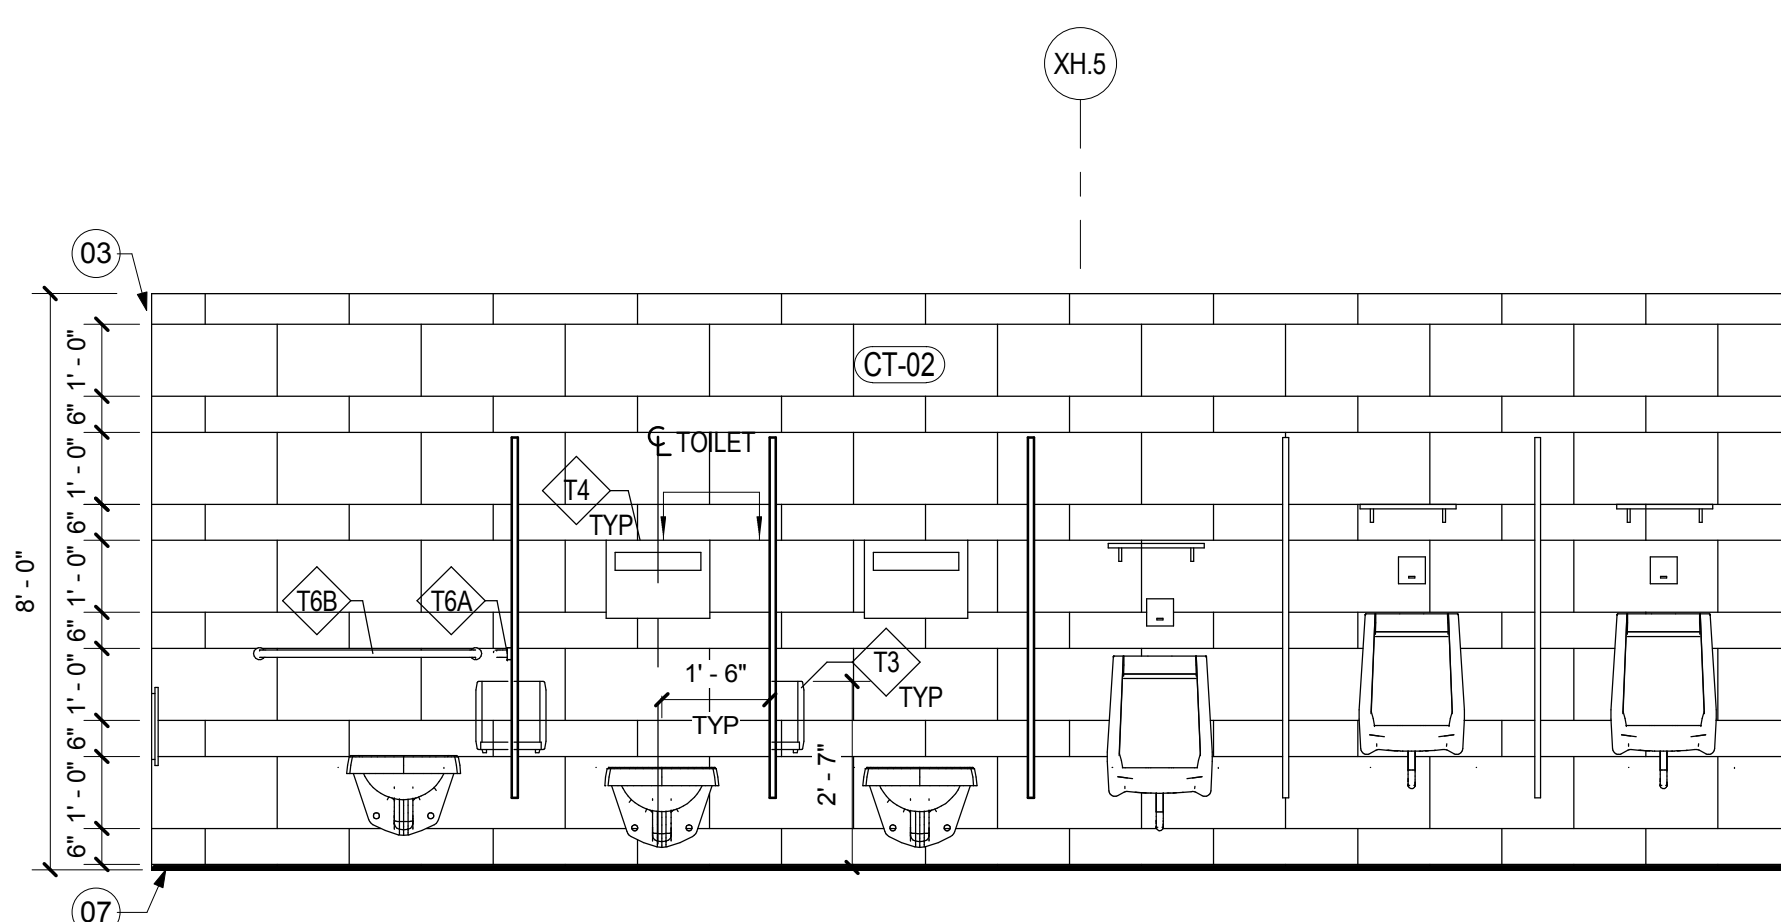 XH.5
03
CT-02
1' - 0"
6"
1' - 0"
6"
1' - 0"
6"
1' - 0"
6"
1' - 0"
6"
8' - 0"
℄ TOILET
T4
TYP
T6B
T6A
T3
TYP
1' - 6"
TYP
2' - 7"
07